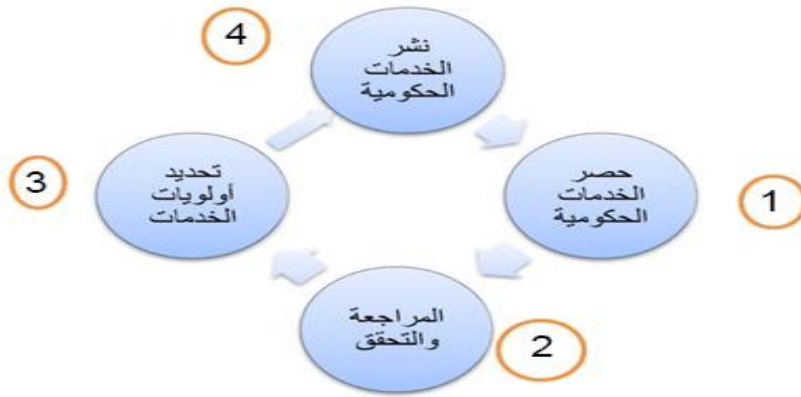 4
نشر
الخدمات
الحكومية
3
تحديد
أولويات
الخدمات
حصر
الخدمات
الحكومية
1
المراجعة
والتحقق
2